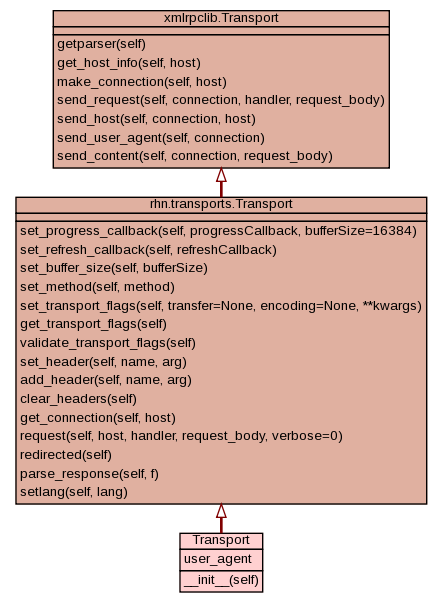 xmlrpclib.Transport
getparser(self)
get_host_info(self, host)
make_connection(self, host)
send_request(self, connection, handler, request_body)
send_host(self, connection, host)
send_user_agent(self, connection)
send_content(self, connection, request_body)
rhn.transports.Transport
set_progress_callback(self, progressCallback, bufferSize=16384)
set_refresh_callback(self, refreshCallback)
set_buffer_size(self, bufferSize)
set_method(self, method)
set_transport_flags(self, transfer=None, encoding=None, **kwargs)
get_transport_flags(self)
validate_transport_flags(self)
set_header(self, name, arg)
add_header(self, name, arg)
clear_headers(self)
get_connection(self, host)
request(self, host, handler, request_body, verbose=0)
redirected(self)
parse_response(self, f)
setlang(self, lang)
Transport
user_agent
__init__(self)